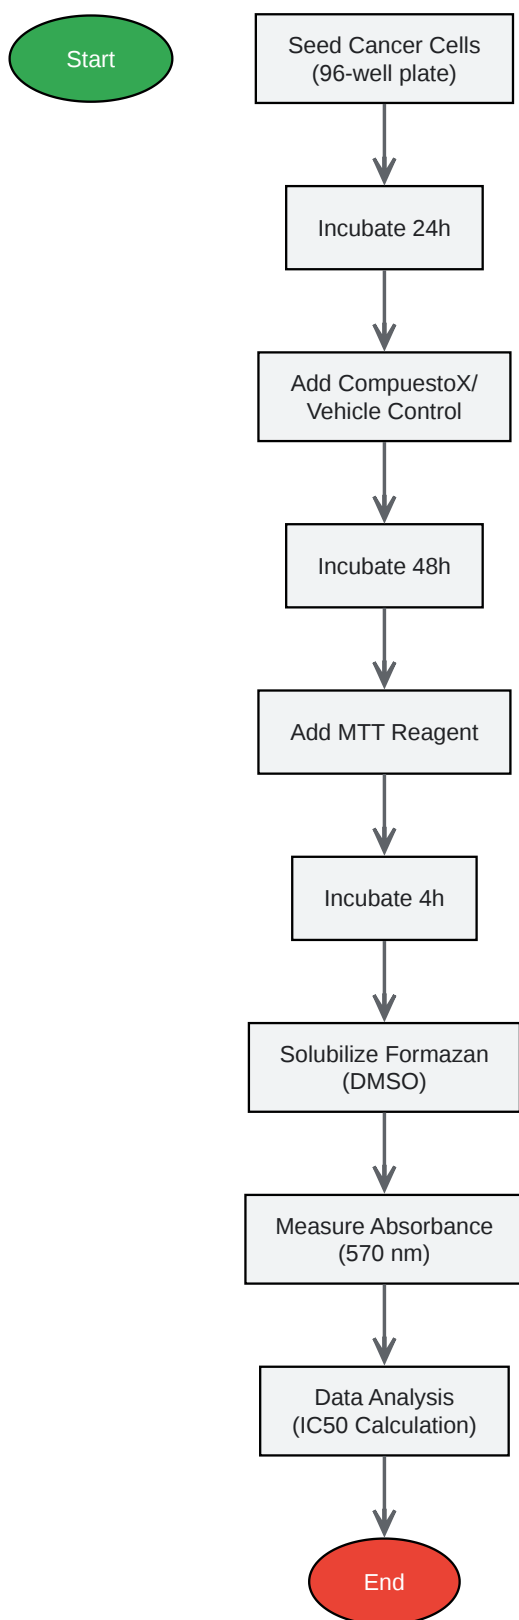 Start
Seed Cancer Cells
(96-well plate)
Incubate 24h
Add CompuestoX/
Vehicle Control
Incubate 48h
Add MTT Reagent
Incubate 4h
Solubilize Formazan
(DMSO)
Measure Absorbance
(570 nm)
Data Analysis
(IC50 Calculation)
End